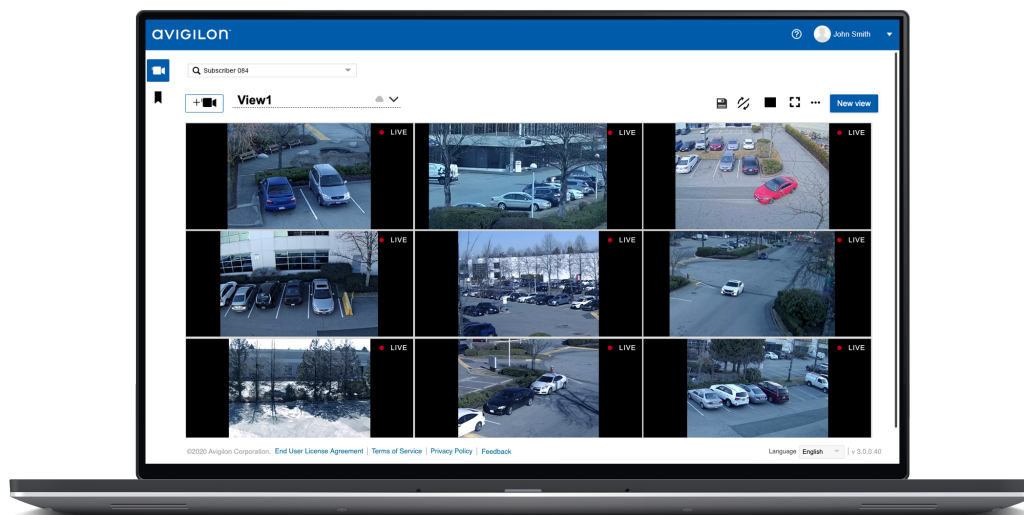 avigilon
John Smith
Subscriber 084
View1
New view
LIVE
LIVE
LIVE
LIVE
LIVE
LIVE
LIVE
LIVE
LIVE
©2020 Avigilon Corporation. End User License Agreement | Terms of Service | Privacy Policy | Feedback
Language English | v 3.0.0.40